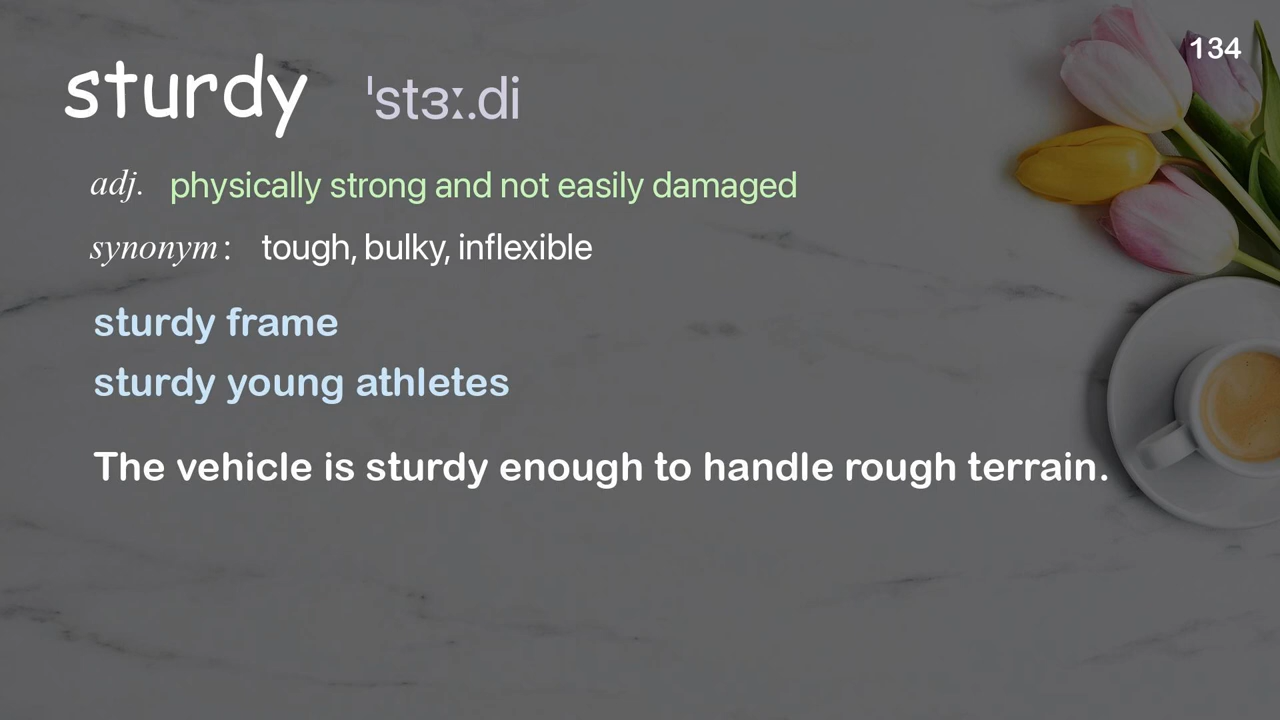 134
sturdy ˈstɜː.di
adj. physically strong and not easily damaged
synonym: tough, bulky, inflexible
sturdy frame
sturdy young athletes
The vehicle is sturdy enough to handle rough terrain.